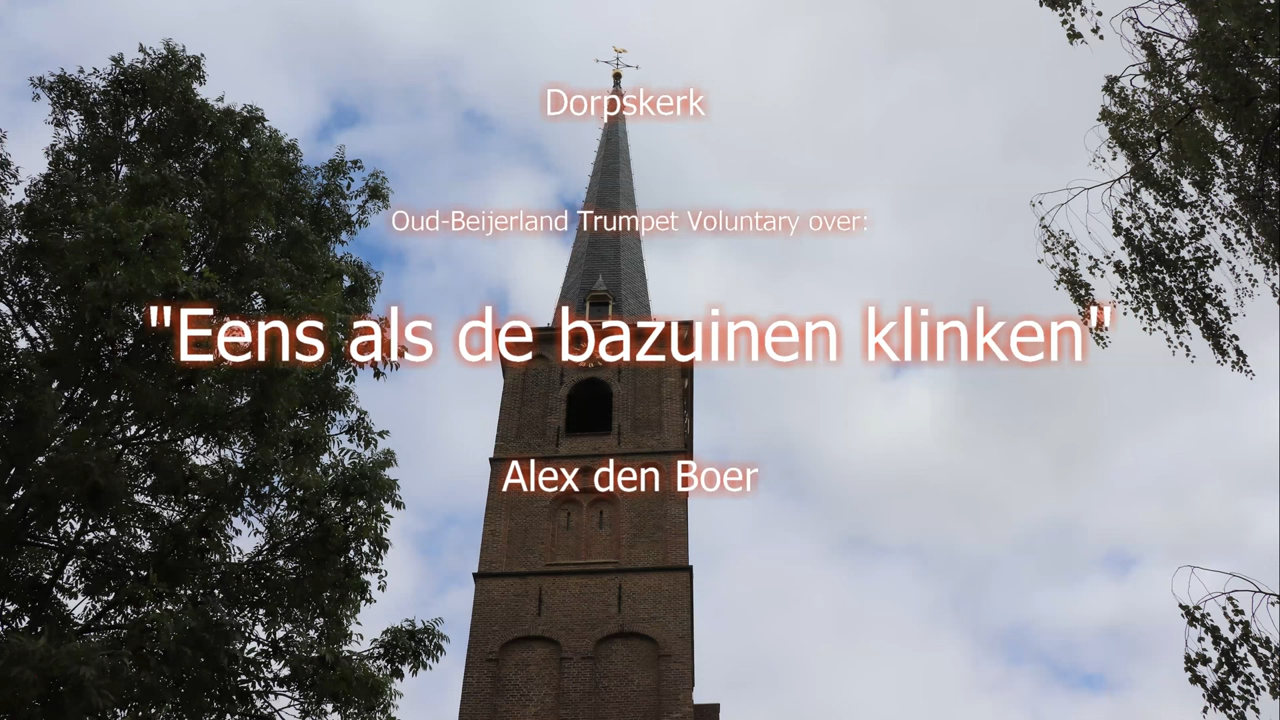 Dorpskerk
Oud-Beijerland Trumpet Voluntary over:
"Eens als de bazuinen klinken"
Alex den Boer